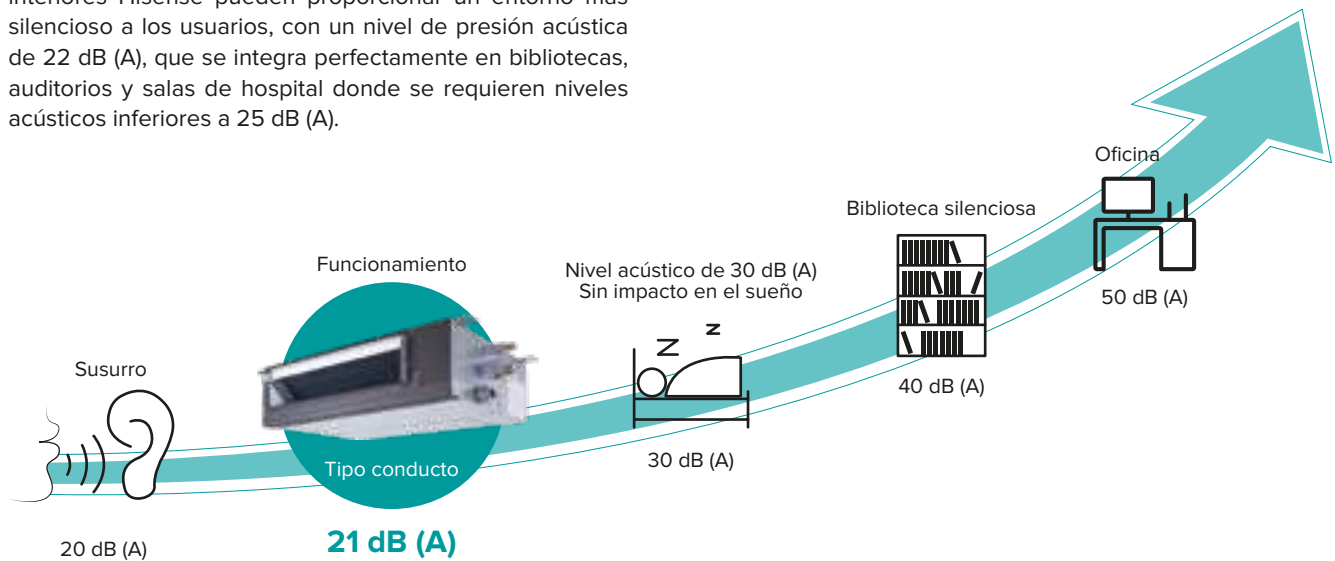 silencioso a los usuarios, con un nivel de presión acústica
de 22 dB (A), que se integra perfectamente en bibliotecas,
auditorios y salas de hospital donde se requieren niveles
acústicos inferiores a 25 dB (A).
Oficina
Biblioteca silenciosa
Funcionamiento
Nivel acústico de 30 dB (A)
Sin impacto en el sueño
50 dB (A)
Susurro
Z
N
40 dB (A)
Tipo conducto
30 dB (A)
21 dB (A)
20 dB (A)